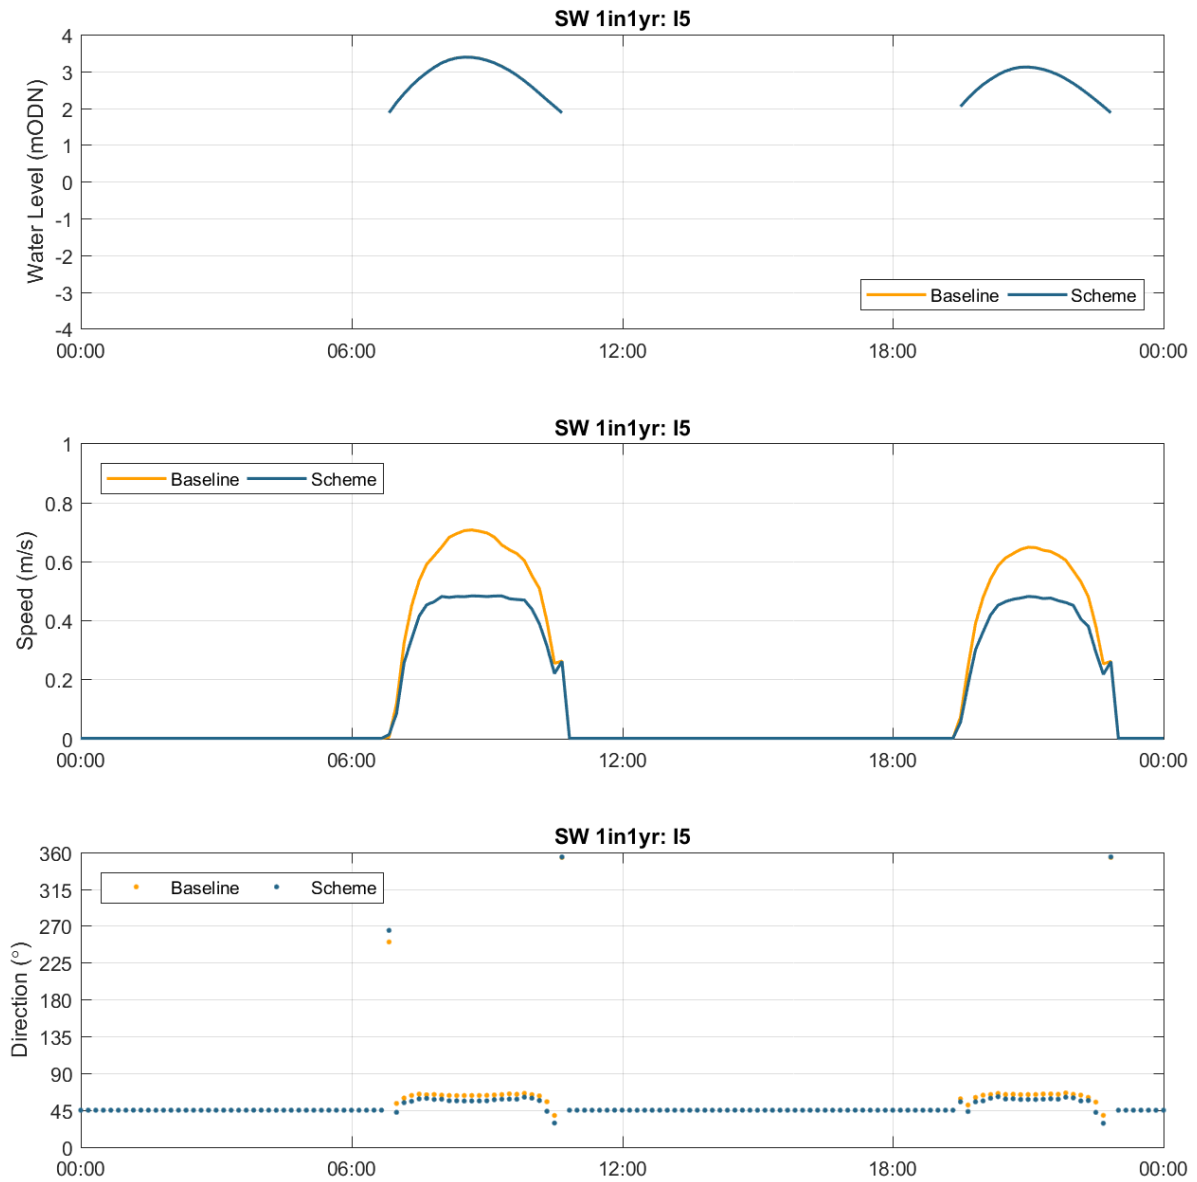 SW 1in1yr: I5
4
3
2
1
0
-1
-2
-3
-4
Water Level (mODN)
Baseline Scheme
00:00 06:00 12:00 18:00 00:00
SW 1in1yr: I5
1
0.8
0.6
0.4
0.2
0
Speed (m/s)
Baseline Scheme
00:00 06:00 12:00 18:00 00:00
SW 1in1yr: I5
360
315
270
225
180
135
90
45
0
Direction (°)
Baseline Scheme
00:00 06:00 12:00 18:00 00:00